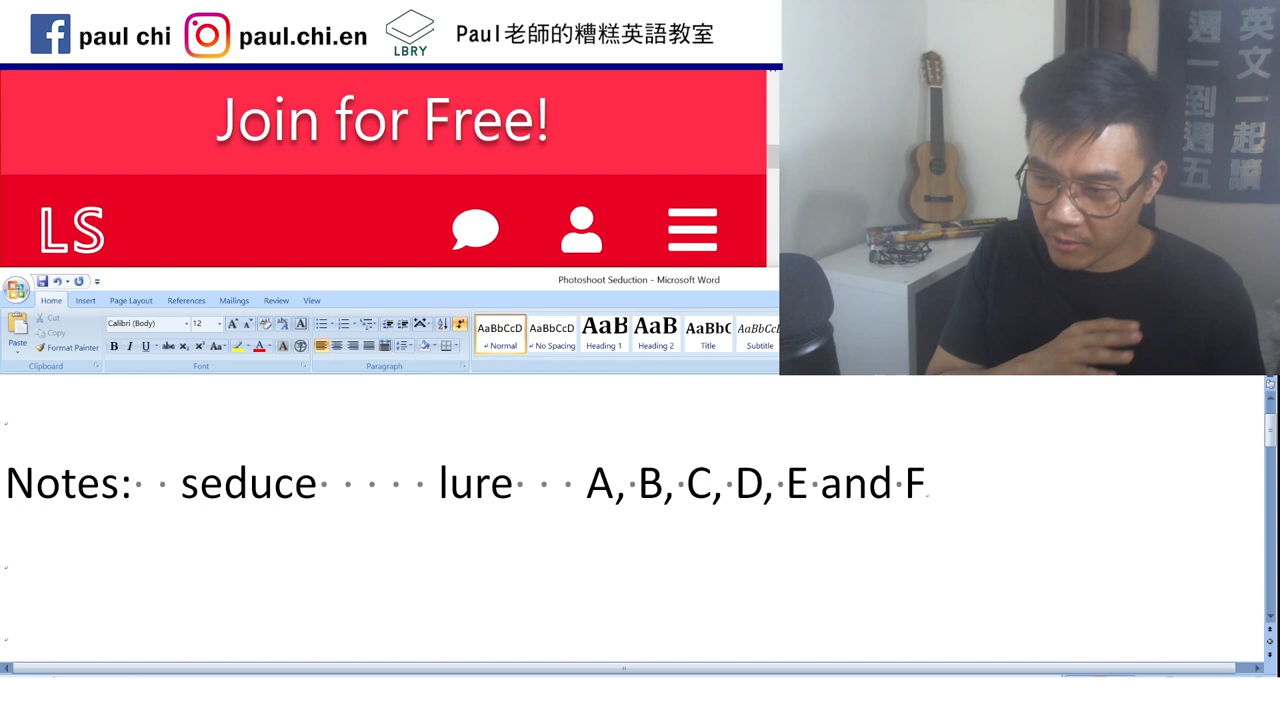 paul chi paul.chi.en LBRY Paul老師的糟糕英語教室
Join for Free!
LS
Photoshoot Seduction - Microsoft Word
Home Insert Page Layout References Mailings Review View
Paste Cut Copy Format Painter
Calibri (Body) 12
AaBbCcD AaBbCcD AaBb AaB AaBbC AaBbCc
Normal No Spacing Heading 1 Heading 2 Title Subtitle
Clipboard Font Paragraph
Notes: seduce lure A, B, C, D, E and F
英文一起讀
週一到週五